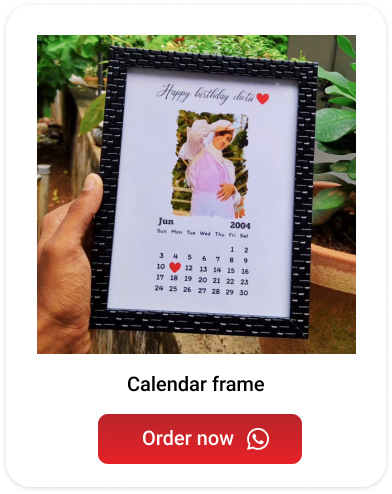 Happy birthday chotii
Jun 2004
Sun Mon Tue Wed Thu Fri Sat
1 2
3 4 5 6 7 8 9
10 12 13 14 15 16
17 18 19 20 21 22 23
24 25 26 27 28 29 30
Calendar frame
Order now